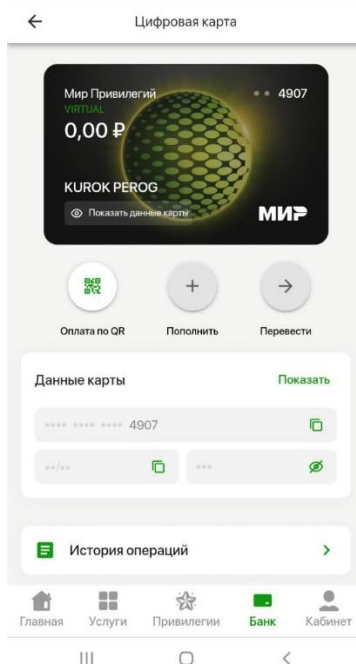 Цифровая карта
Мир Привилегий •• 4907
VIRTUAL
0,00 ₽
KUROK PEROG
Показать данные карты
МИР
Оплата по QR Пополнить Перевести
Данные карты Показать
•••• •••• •••• 4907
••/•• •••
История операций
Главная Услуги Привилегии Банк Кабинет